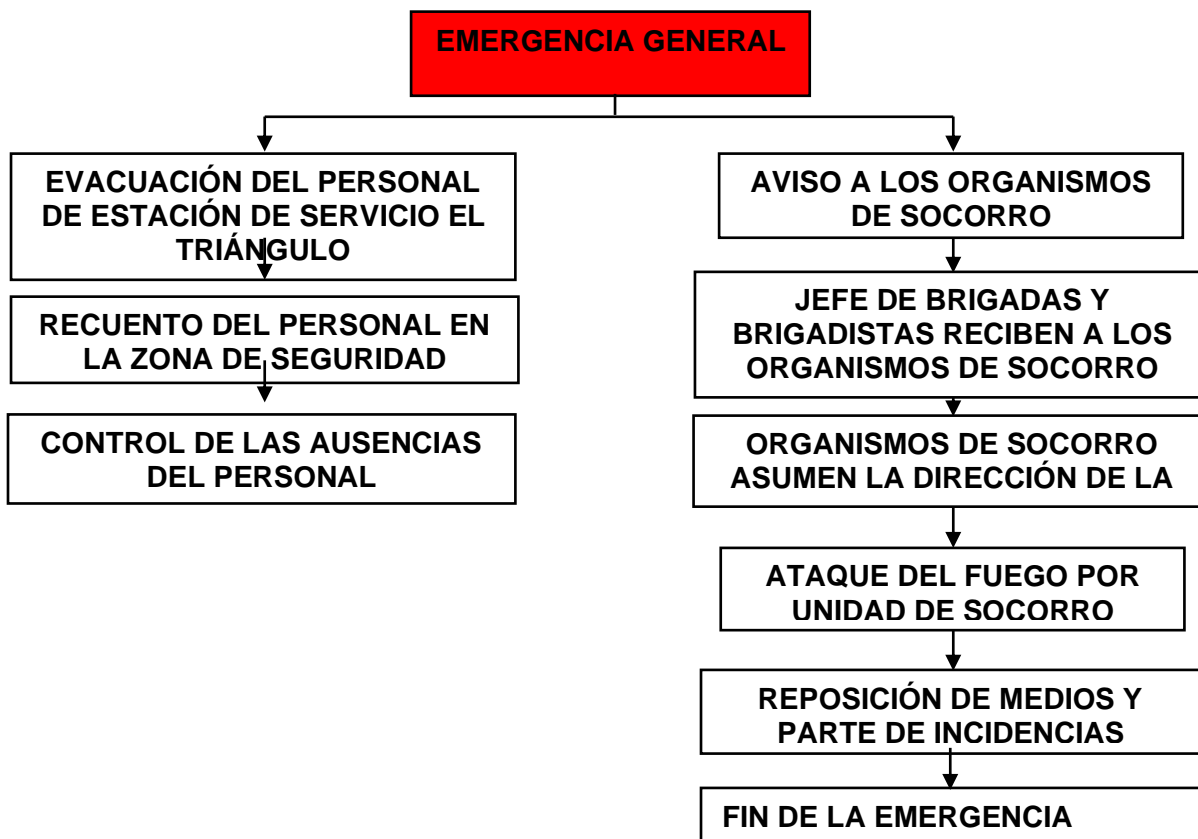 EMERGENCIA GENERAL
EVACUACIÓN DEL PERSONAL
DE ESTACIÓN DE SERVICIO EL
TRIÁNGULO
RECUENTO DEL PERSONAL EN
LA ZONA DE SEGURIDAD
CONTROL DE LAS AUSENCIAS
DEL PERSONAL
AVISO A LOS ORGANISMOS
DE SOCORRO
JEFE DE BRIGADAS Y
BRIGADISTAS RECIBEN A LOS
ORGANISMOS DE SOCORRO
ORGANISMOS DE SOCORRO
ASUMEN LA DIRECCIÓN DE LA
ATAQUE DEL FUEGO POR
UNIDAD DE SOCORRO
REPOSICIÓN DE MEDIOS Y
PARTE DE INCIDENCIAS
FIN DE LA EMERGENCIA